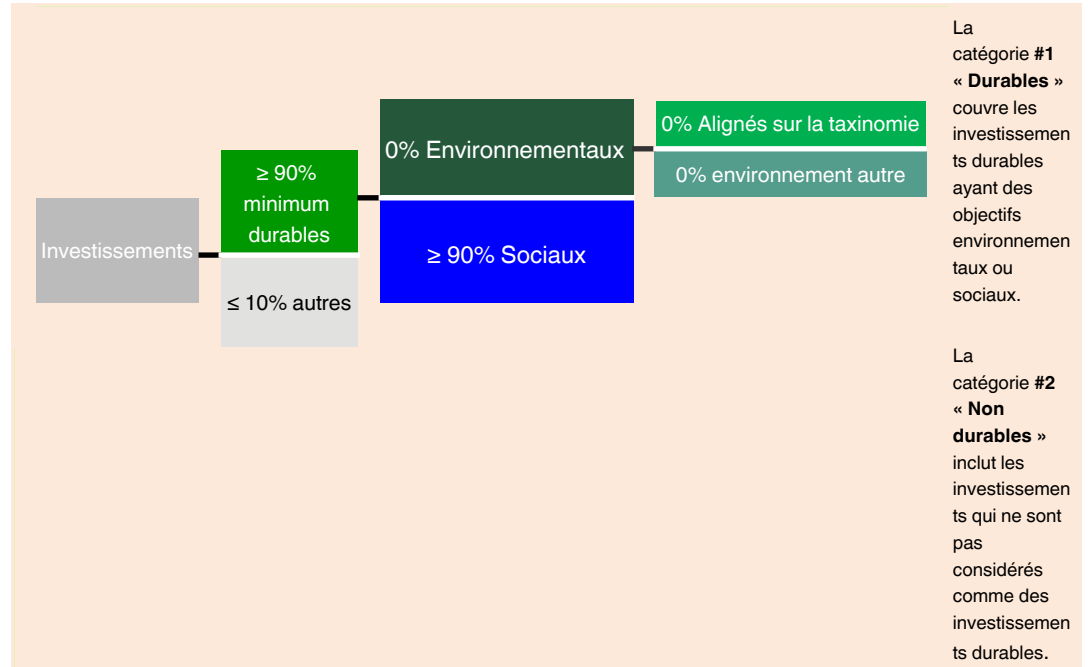 Investissements
≥ 90%
minimum
durables
≤ 10% autres
0% Environnementaux
≥ 90% Sociaux
0% Alignés sur la taxinomie
0% environnement autre
La
catégorie #1
« Durables »
couvre les
investissemen
ts durables
ayant des
objectifs
environnemen
taux ou
sociaux.
La
catégorie #2
« Non
durables »
inclut les
investissemen
ts qui ne sont
pas
considérés
comme des
investissemen
ts durables.